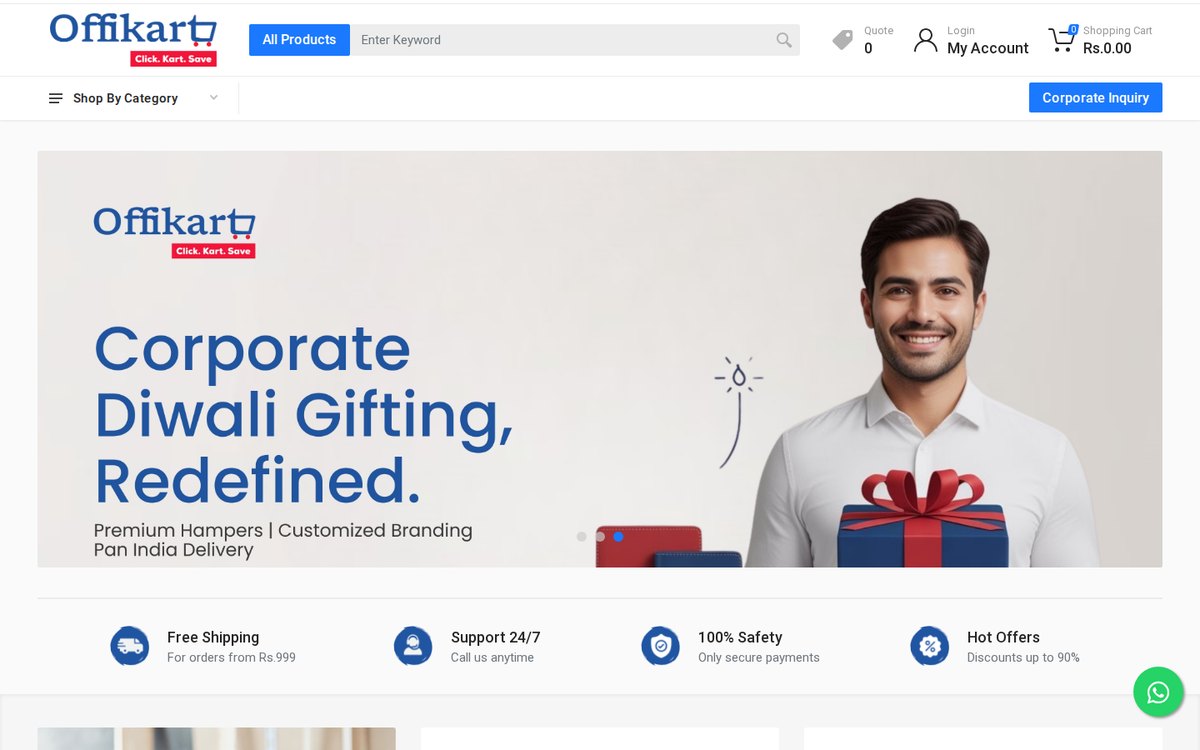 Offikart
Click. Kart. Save
All Products
Enter Keyword
Quote
0
Login
My Account
0
Shopping Cart
Rs.0.00
Shop By Category
Corporate Inquiry
Offikart
Click. Kart. Save
Corporate
Diwali Gifting,
Redefined.
Premium Hampers | Customized Branding
Pan India Delivery
Free Shipping
For orders from Rs.999
Support 24/7
Call us anytime
100% Safety
Only secure payments
Hot Offers
Discounts up to 90%